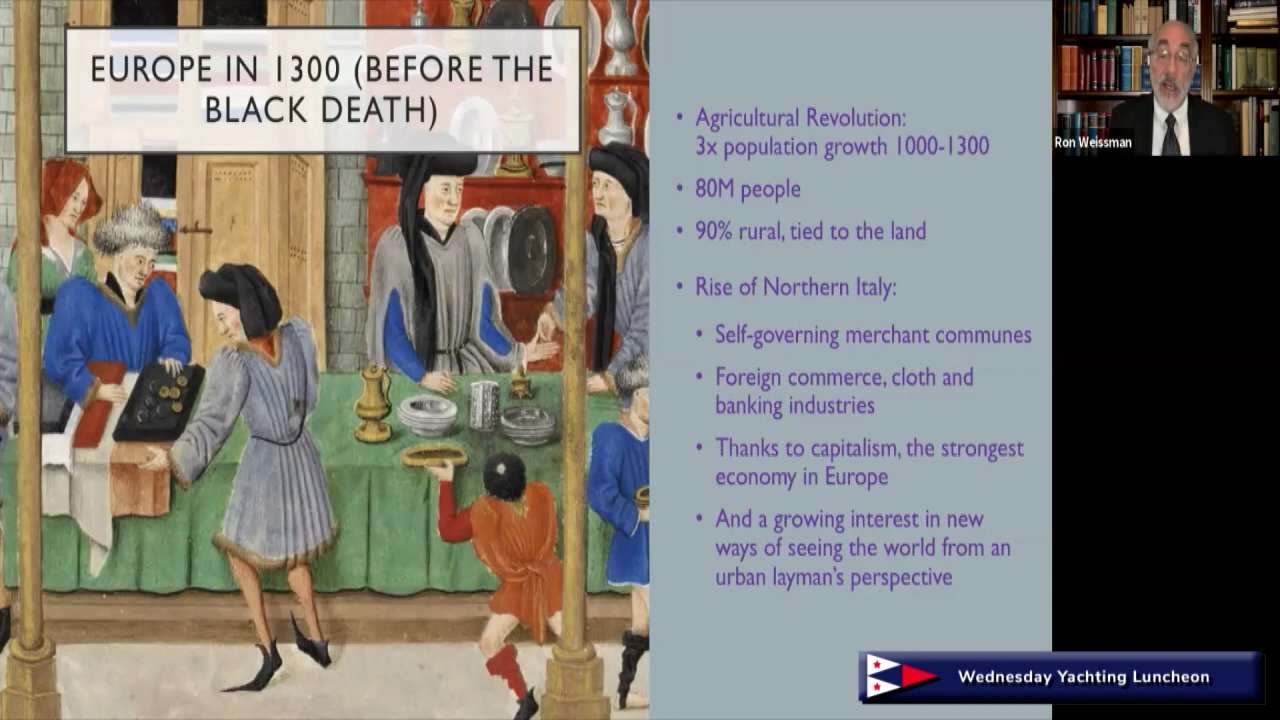 EUROPE IN 1300 (BEFORE THE
BLACK DEATH)
• Agricultural Revolution:
3x population growth 1000-1300
• 80M people
• 90% rural, tied to the land
• Rise of Northern Italy:
• Self-governing merchant communes
• Foreign commerce, cloth and
banking industries
• Thanks to capitalism, the strongest
economy in Europe
• And a growing interest in new
ways of seeing the world from an
urban layman's perspective
Ron Weissman
Wednesday Yachting Luncheon